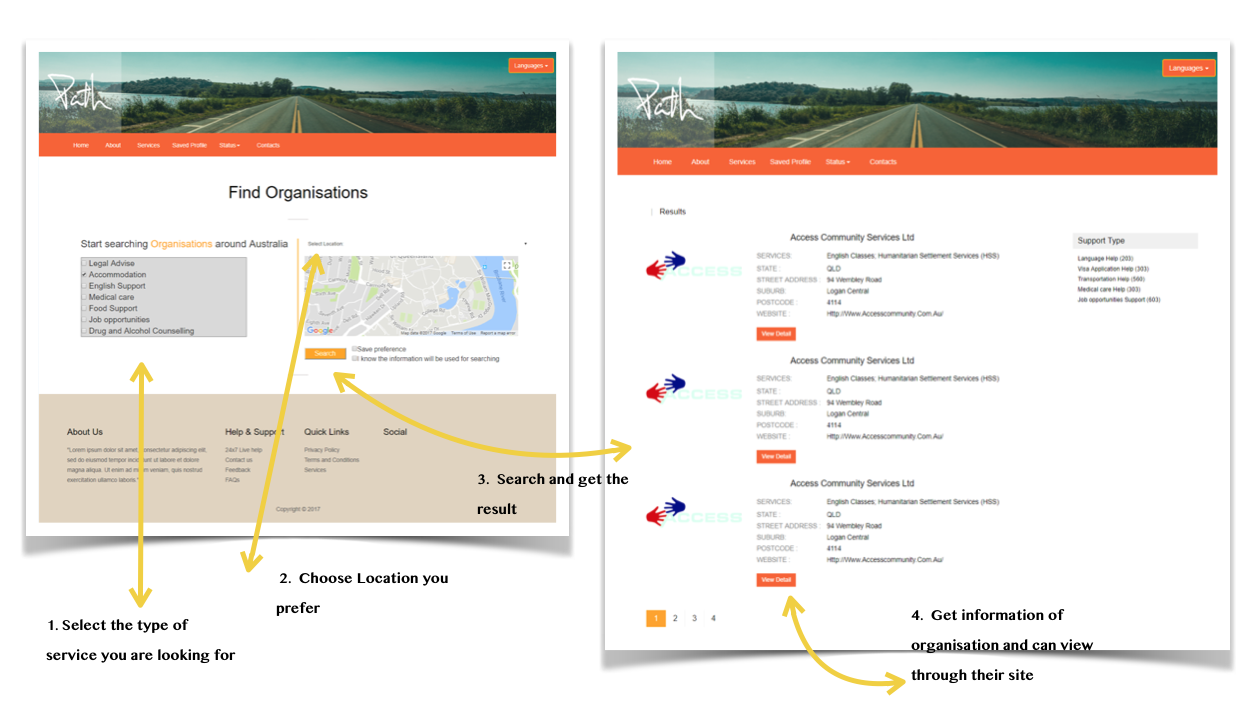 Path
Languages
Home About Services Saved Profile Status Contacts
Find Organisations
Start searching Organisations around Australia
Legal Advise
Accommodation
English Support
Medical care
Food Support
Job opportunities
Drug and Alcohol Counselling
Select Location
Google
Map data ©2017 Google Terms of Use Report a map error
Search
Save preference
I know the information will be used for searching
About Us
"Lorem ipsum dolor sit amet, consectetur adipiscing elit,
sed do eiusmod tempor incididunt ut labore et dolore
magna aliqua. Ut enim ad minim veniam, quis nostrud
exercitation ullamco laboris."
Help & Support
24x7 Live help
Contact us
Feedback
FAQs
Quick Links
Privacy Policy
Terms and Conditions
Services
Social
Copyright © 2017
1. Select the type of
service you are looking for
2. Choose Location you
prefer
3. Search and get the
result
Path
Languages
Home About Services Saved Profile Status Contacts
Results
Access Community Services Ltd
ACCESS
SERVICES: English Classes; Humanitarian Settlement Services (HSS)
STATE : QLD
STREET ADDRESS : 94 Wembley Road
SUBURB: Logan Central
POSTCODE : 4114
WEBSITE : Http://Www.Accesscommunity.Com.Au/
View Detail
Access Community Services Ltd
ACCESS
SERVICES: English Classes; Humanitarian Settlement Services (HSS)
STATE : QLD
STREET ADDRESS : 94 Wembley Road
SUBURB: Logan Central
POSTCODE : 4114
WEBSITE : Http://Www.Accesscommunity.Com.Au/
View Detail
Access Community Services Ltd
ACCESS
SERVICES: English Classes; Humanitarian Settlement Services (HSS)
STATE : QLD
STREET ADDRESS : 94 Wembley Road
SUBURB: Logan Central
POSTCODE : 4114
WEBSITE : Http://Www.Accesscommunity.Com.Au/
View Detail
Support Type
Language Help (203)
Visa Application Help (303)
Transportation Help (560)
Medical care Help (303)
Job opportunities Support (603)
1 2 3 4
4. Get information of
organisation and can view
through their site